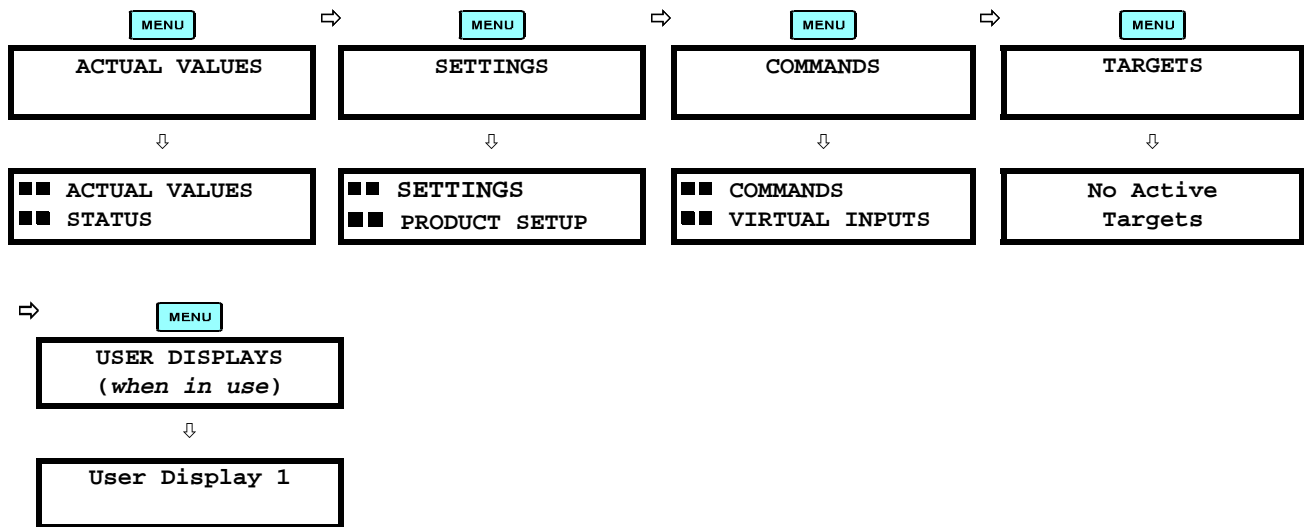 MENU
MENU
MENU
MENU
ACTUAL VALUES
SETTINGS
COMMANDS
TARGETS
ACTUAL VALUES
STATUS
SETTINGS
PRODUCT SETUP
COMMANDS
VIRTUAL INPUTS
No Active
Targets
MENU
USER DISPLAYS
(when in use)
User Display 1